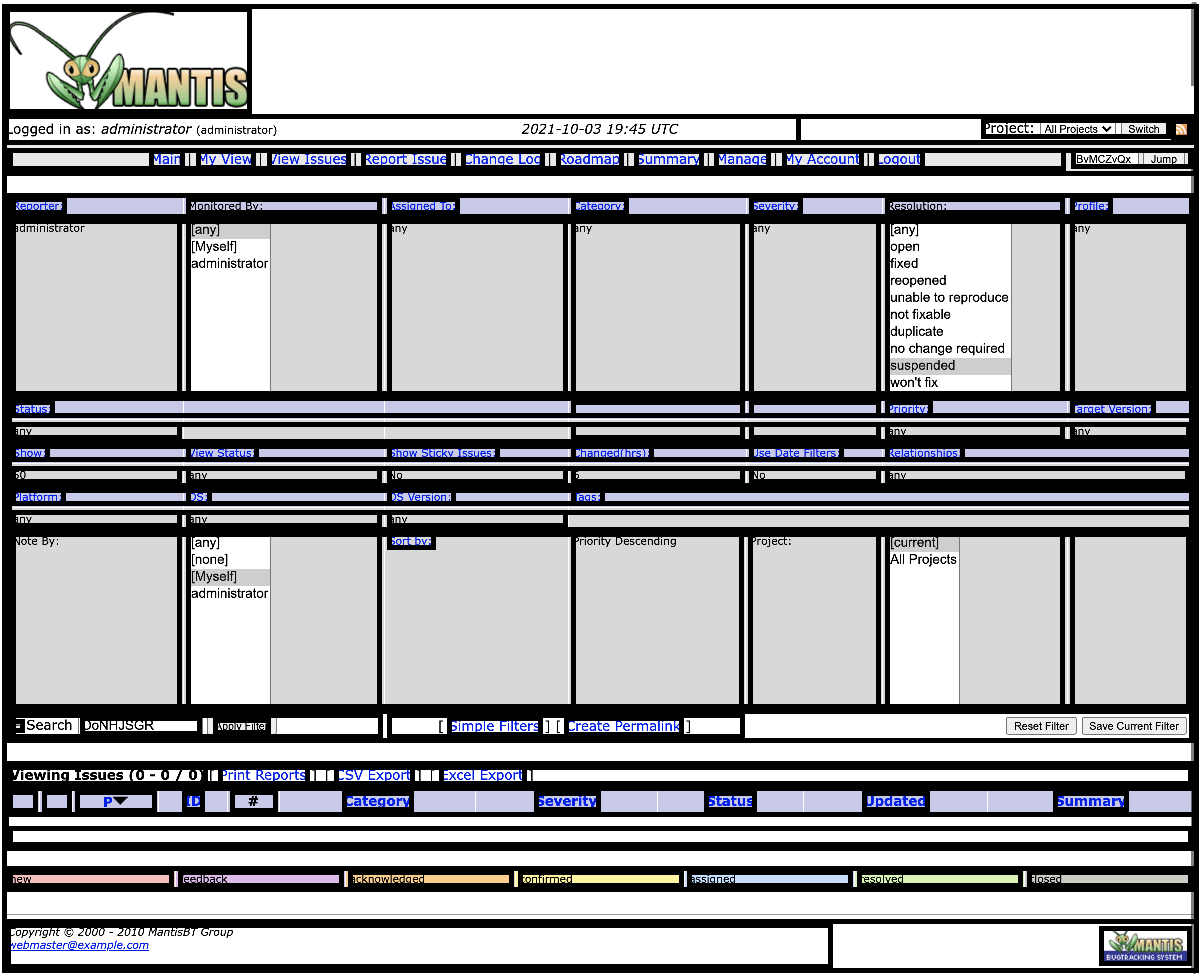 MANTIS
Logged in as: administrator (administrator) 2021-10-03 19:45 UTC Project: All Projects Switch
Main | My View | View Issues | Report Issue | Change Log | Roadmap | Summary | Manage | My Account | Logout BvMCZvQx Jump
Reporter: Monitored By: Assigned To: Category: Severity: Resolution: Profile:
administrator [any] any any any [any] any
[Myself] open
administrator fixed
reopened
unable to reproduce
not fixable
duplicate
no change required
suspended
won't fix
Status: Priority: Target Version:
any any any
Show: View Status: Show Sticky Issues: Changed(hrs): Use Date Filters: Relationships:
50 any No 6 No any
Platform: OS: OS Version: Tags:
any any any
Note By: [any] Sort by: Priority Descending Project: [current]
[none] All Projects
[Myself]
administrator
Search DoNHJSGR Apply Filter [ Simple Filters ] [ Create Permalink ] Reset Filter Save Current Filter
Viewing Issues (0 - 0 / 0) [ Print Reports ] [ CSV Export ] [ Excel Export ]
P ID # Category Severity Status Updated Summary
new feedback acknowledged confirmed assigned resolved closed
Copyright © 2000 - 2010 MantisBT Group
webmaster@example.com
MANTIS
BUGTRACKING SYSTEM